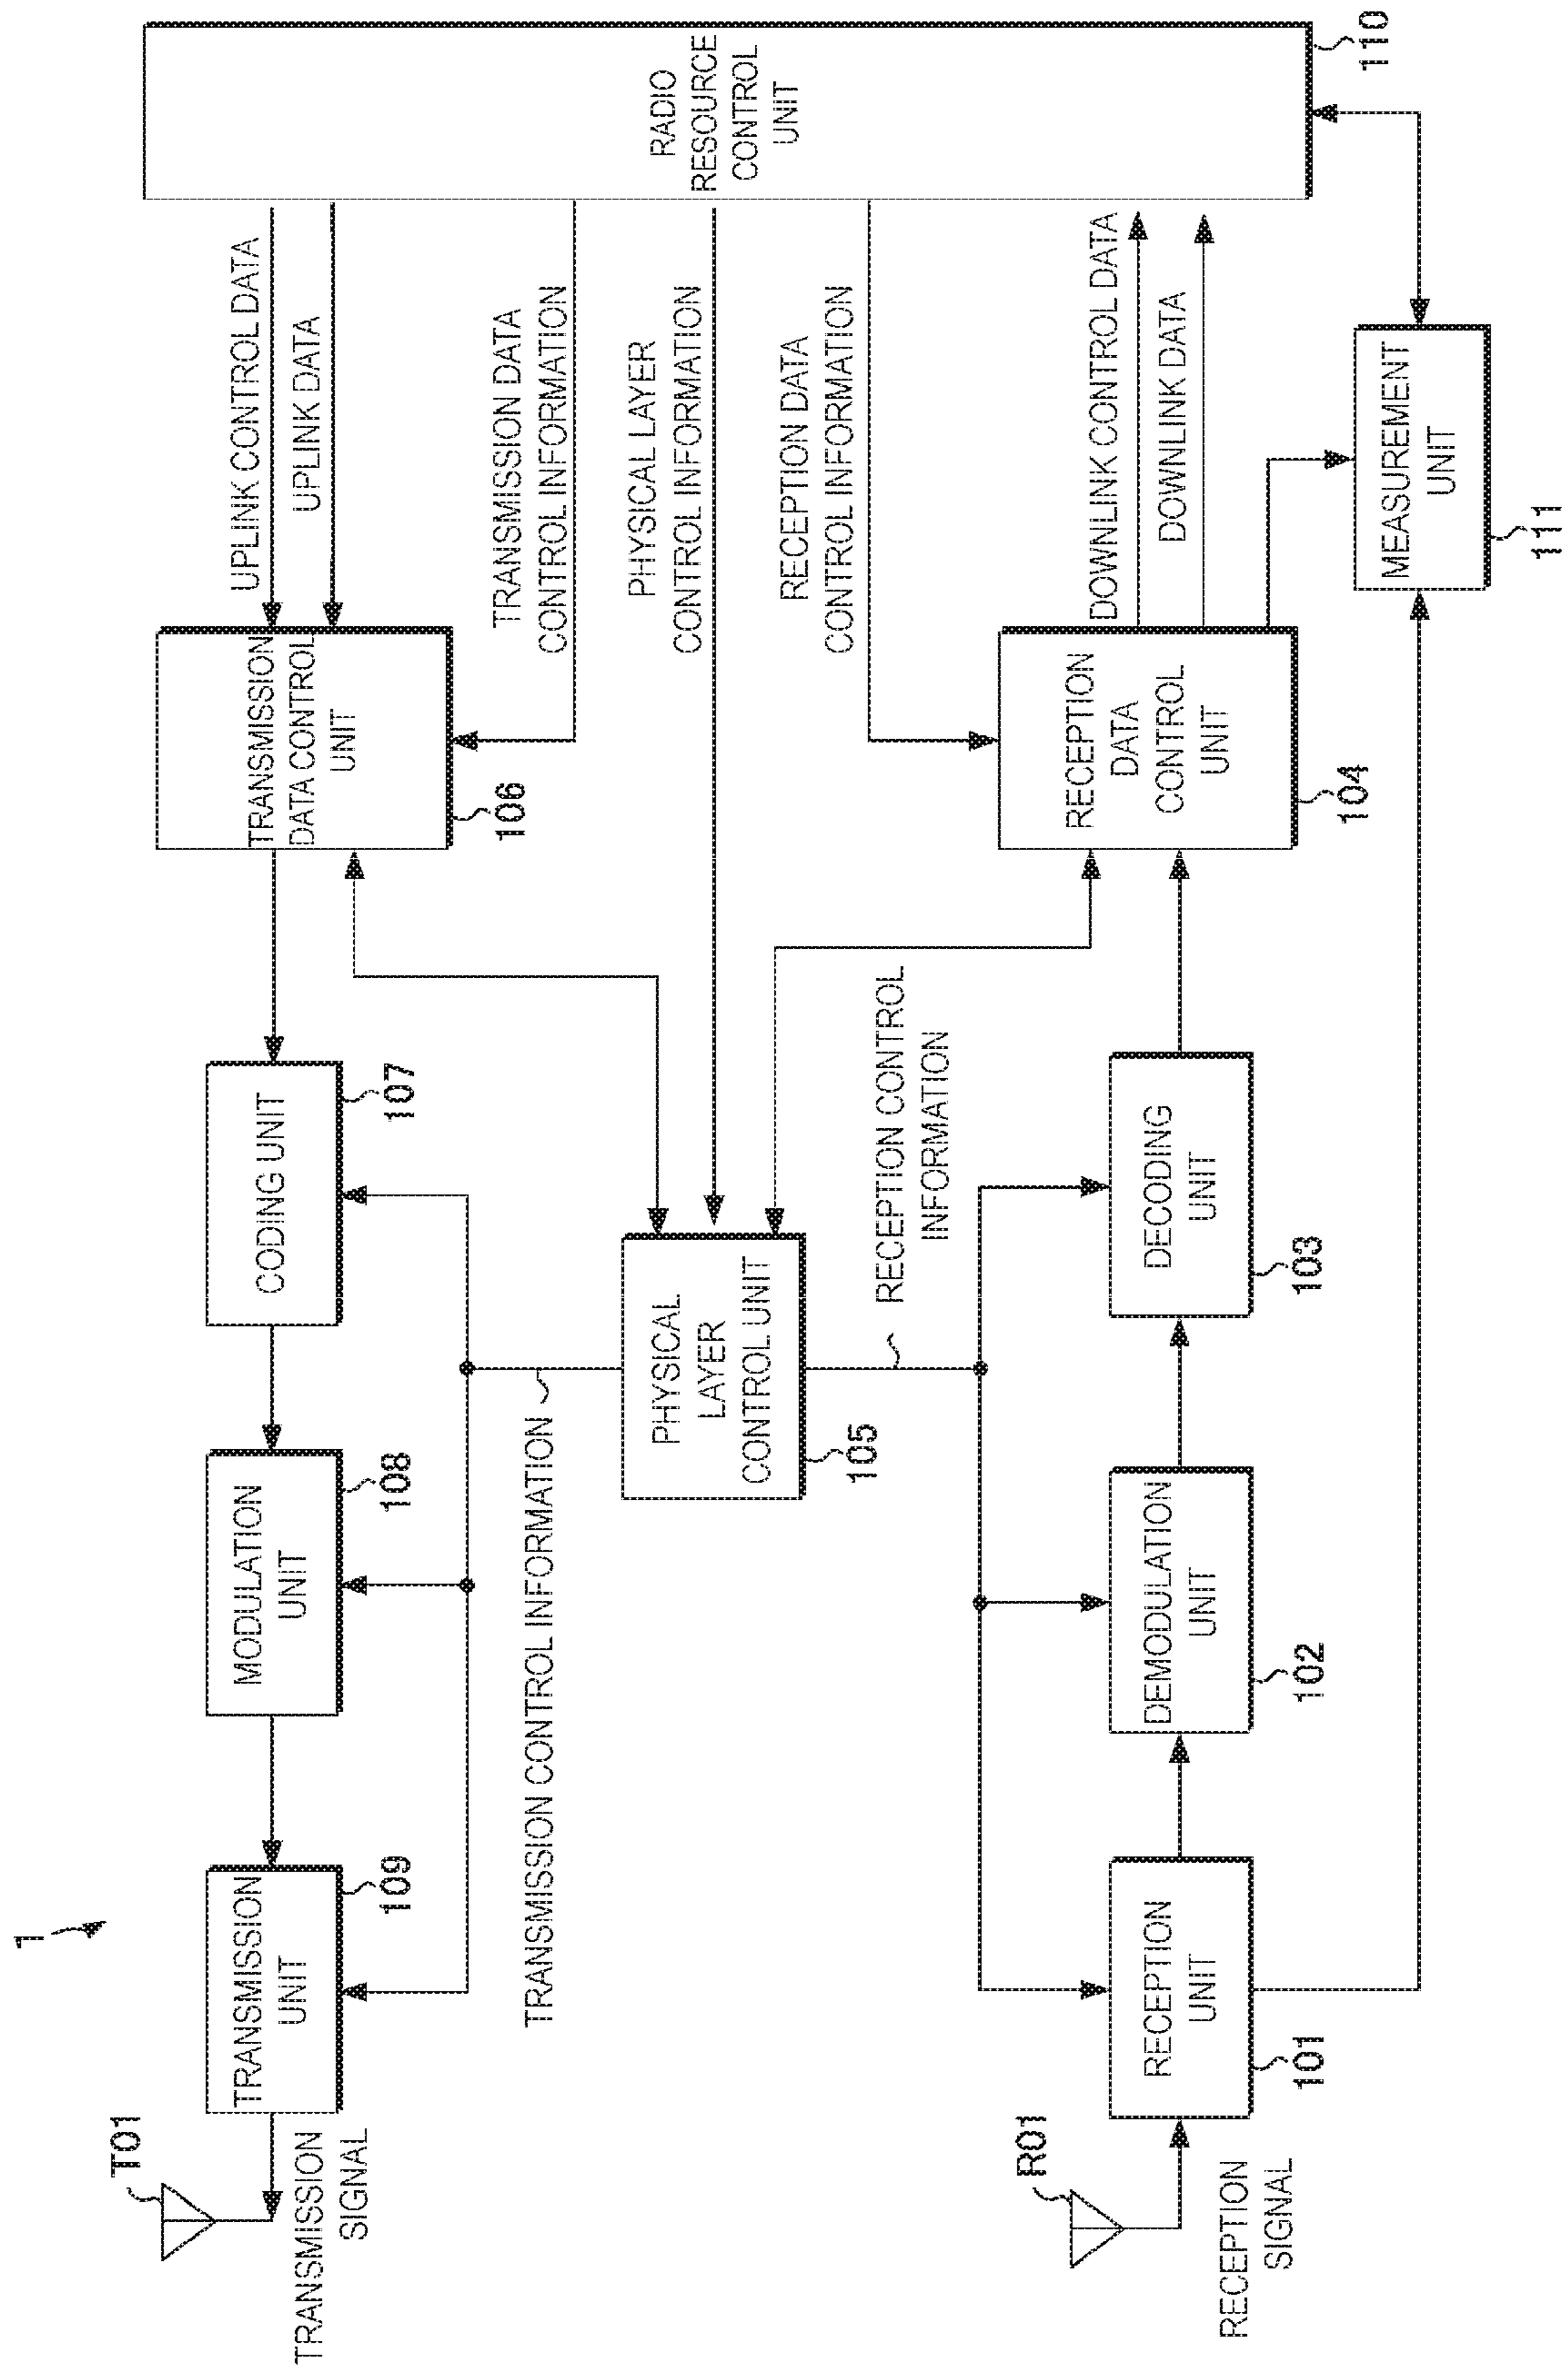 1
T01
TRANSMISSION
SIGNAL
TRANSMISSION
UNIT
109
MODULATION
UNIT
108
CODING UNIT
107
TRANSMISSION
DATA CONTROL
UNIT
106
UPLINK CONTROL DATA
UPLINK DATA
TRANSMISSION DATA
CONTROL INFORMATION
PHYSICAL LAYER
CONTROL INFORMATION
RECEPTION DATA
CONTROL INFORMATION
DOWNLINK CONTROL DATA
DOWNLINK DATA
RADIO
RESOURCE
CONTROL
UNIT
110
TRANSMISSION CONTROL INFORMATION
PHYSICAL
LAYER
CONTROL UNIT
105
RECEPTION CONTROL
INFORMATION
R01
RECEPTION
SIGNAL
RECEPTION
UNIT
101
DEMODULATION
UNIT
102
DECODING
UNIT
103
RECEPTION
DATA
CONTROL
UNIT
104
MEASUREMENT
UNIT
111